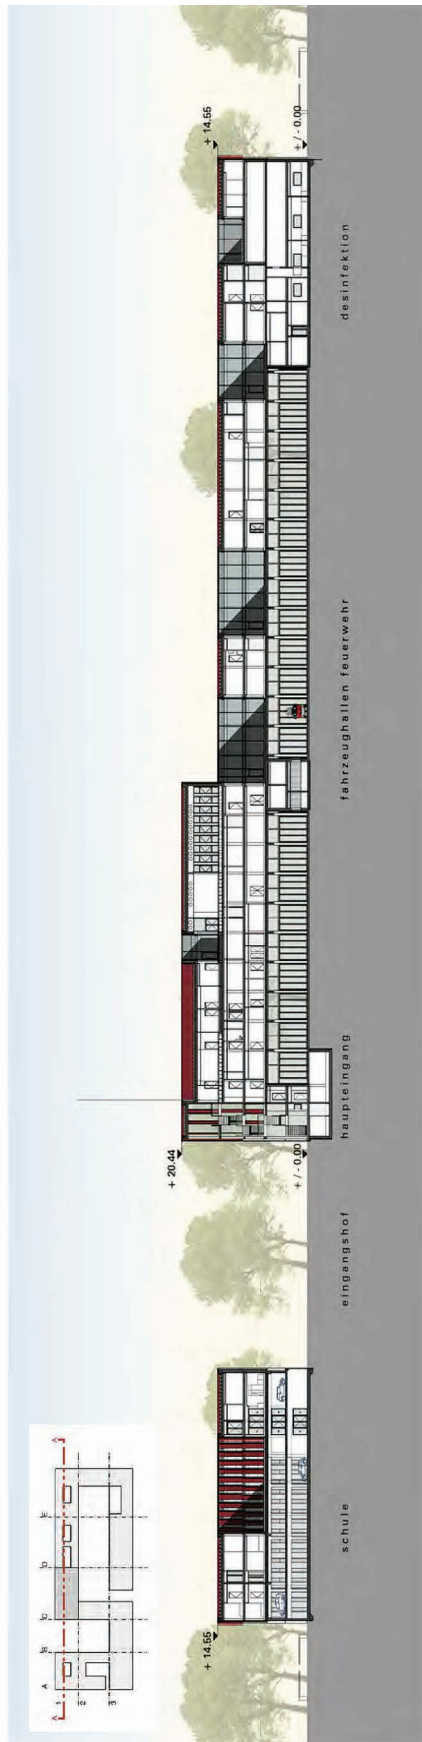 A B C D E
A A
1
2
3
+ 14.55
+ 20.44
+ 14.55
+ / - 0.00
+ / - 0.00
schule
eingangshof
haupteingang
fahrzeughallen feuerwehr
desinfektion